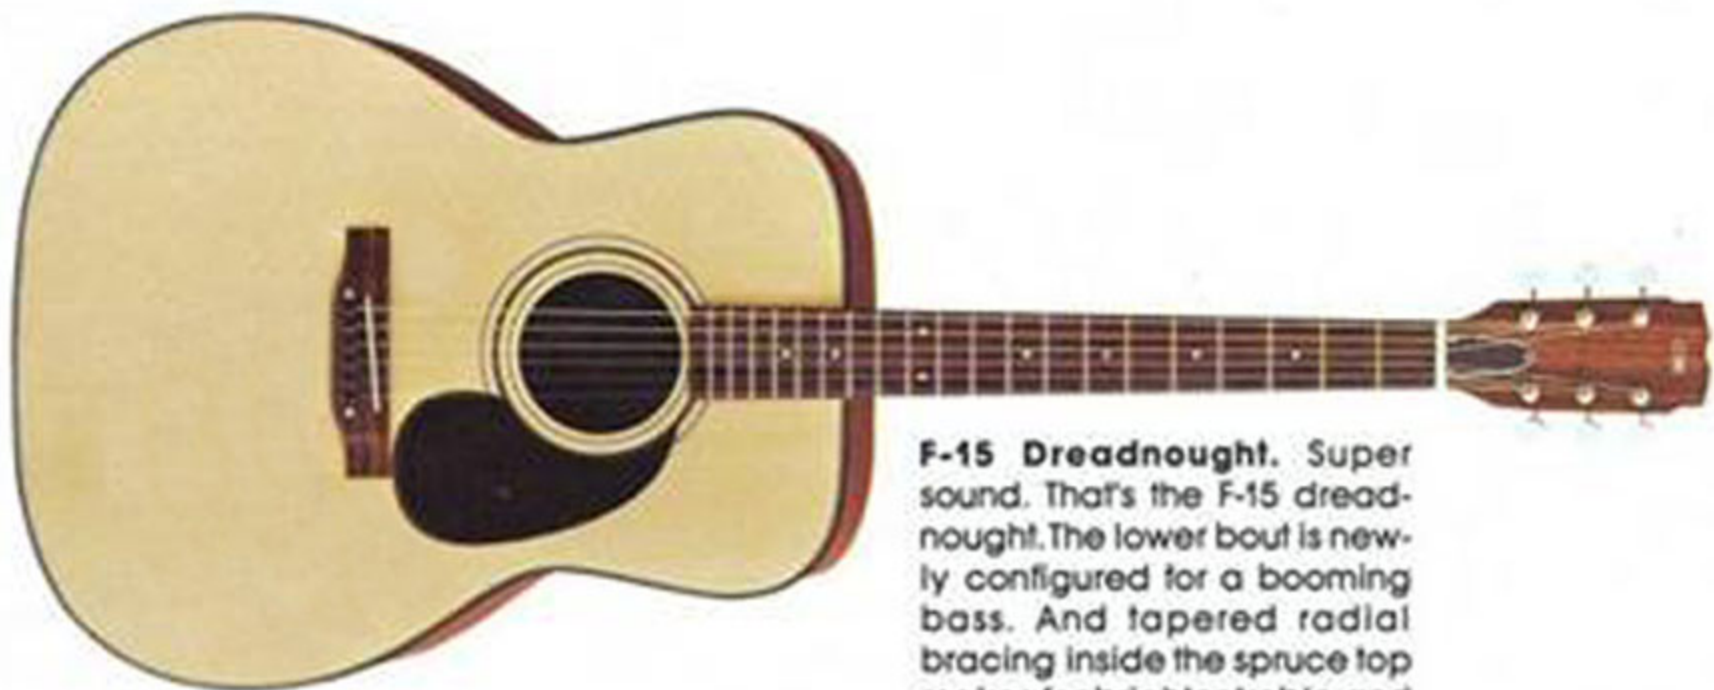 F-15 Dreadnought. Super
sound. That's the F-15 dread-
nought. The lower bout is new-
ly configured for a booming
bass. And tapered radial
bracing inside the spruce top